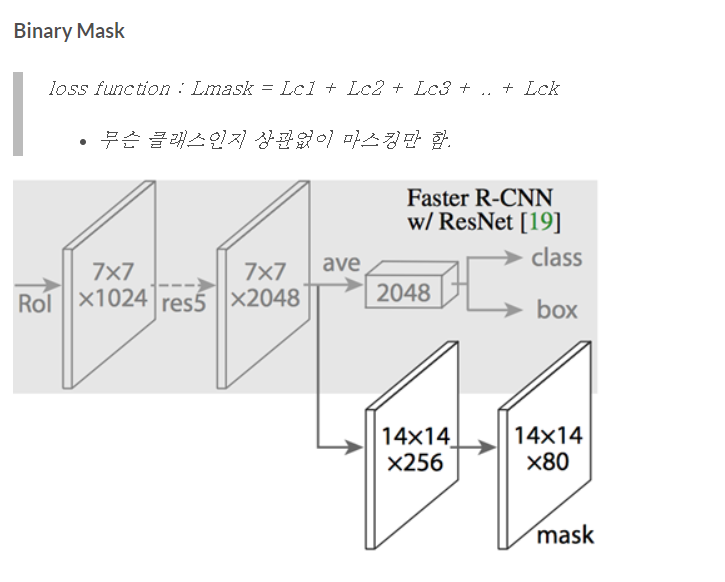 Binary Mask
loss function : Lmask = Lc1 + Lc2 + Lc3 + .. + Lck
• 무슨 클래스인지 상관없이 마스킹만 함.
Faster R-CNN
w/ ResNet [19]
RoI
7×7
×1024
res5
7×7
×2048
ave
2048
class
box
14×14
×256
14×14
×80
mask